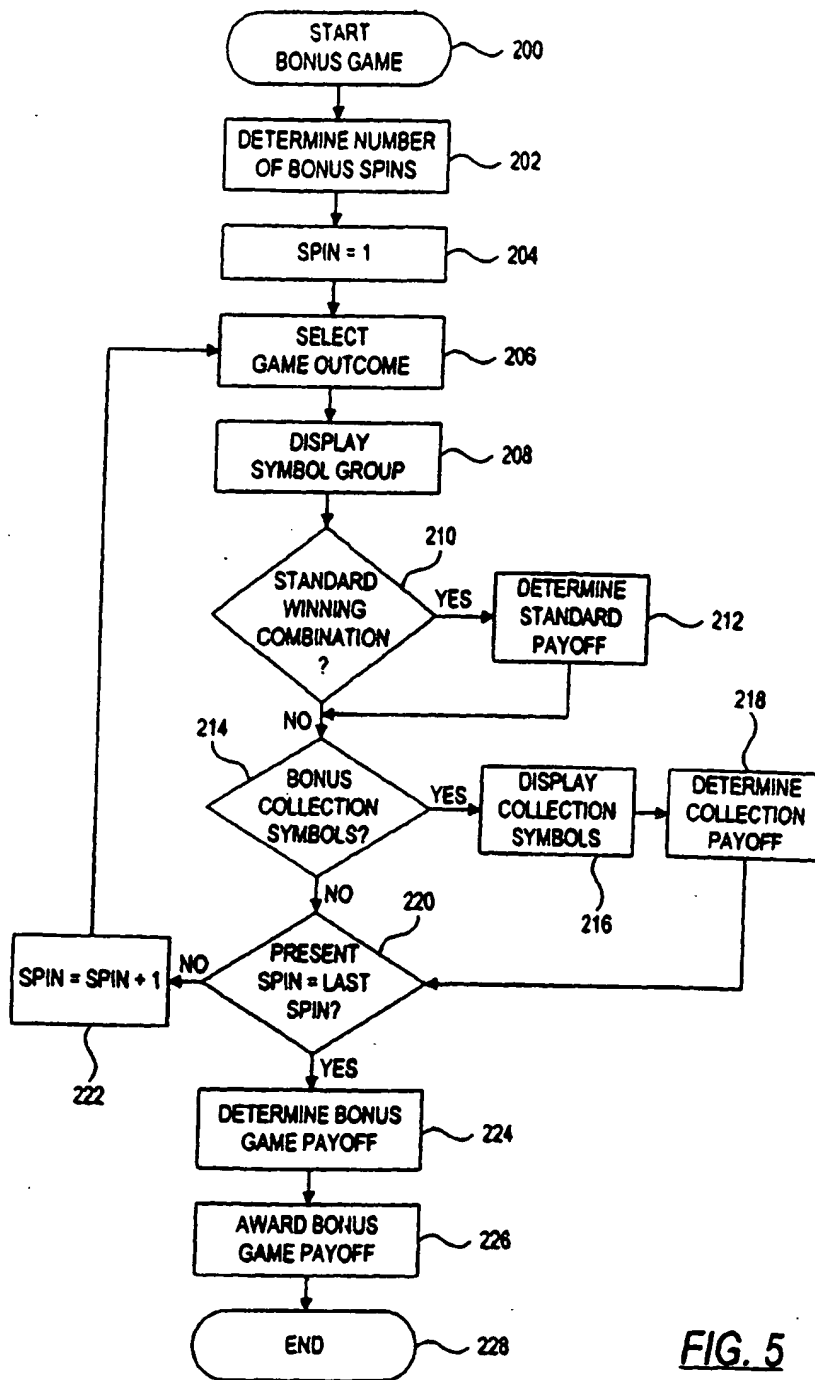 START
BONUS GAME
200
DETERMINE NUMBER
OF BONUS SPINS
202
SPIN = 1
204
SELECT
GAME OUTCOME
206
DISPLAY
SYMBOL GROUP
208
210
STANDARD
WINNING
COMBINATION
?
YES
DETERMINE
STANDARD
PAYOFF
212
NO
214
BONUS
COLLECTION
SYMBOLS?
YES
DISPLAY
COLLECTION
SYMBOLS
216
218
DETERMINE
COLLECTION
PAYOFF
NO
220
PRESENT
SPIN = LAST
SPIN?
NO
SPIN = SPIN + 1
222
YES
DETERMINE BONUS
GAME PAYOFF
224
AWARD BONUS
GAME PAYOFF
226
END
228
FIG. 5